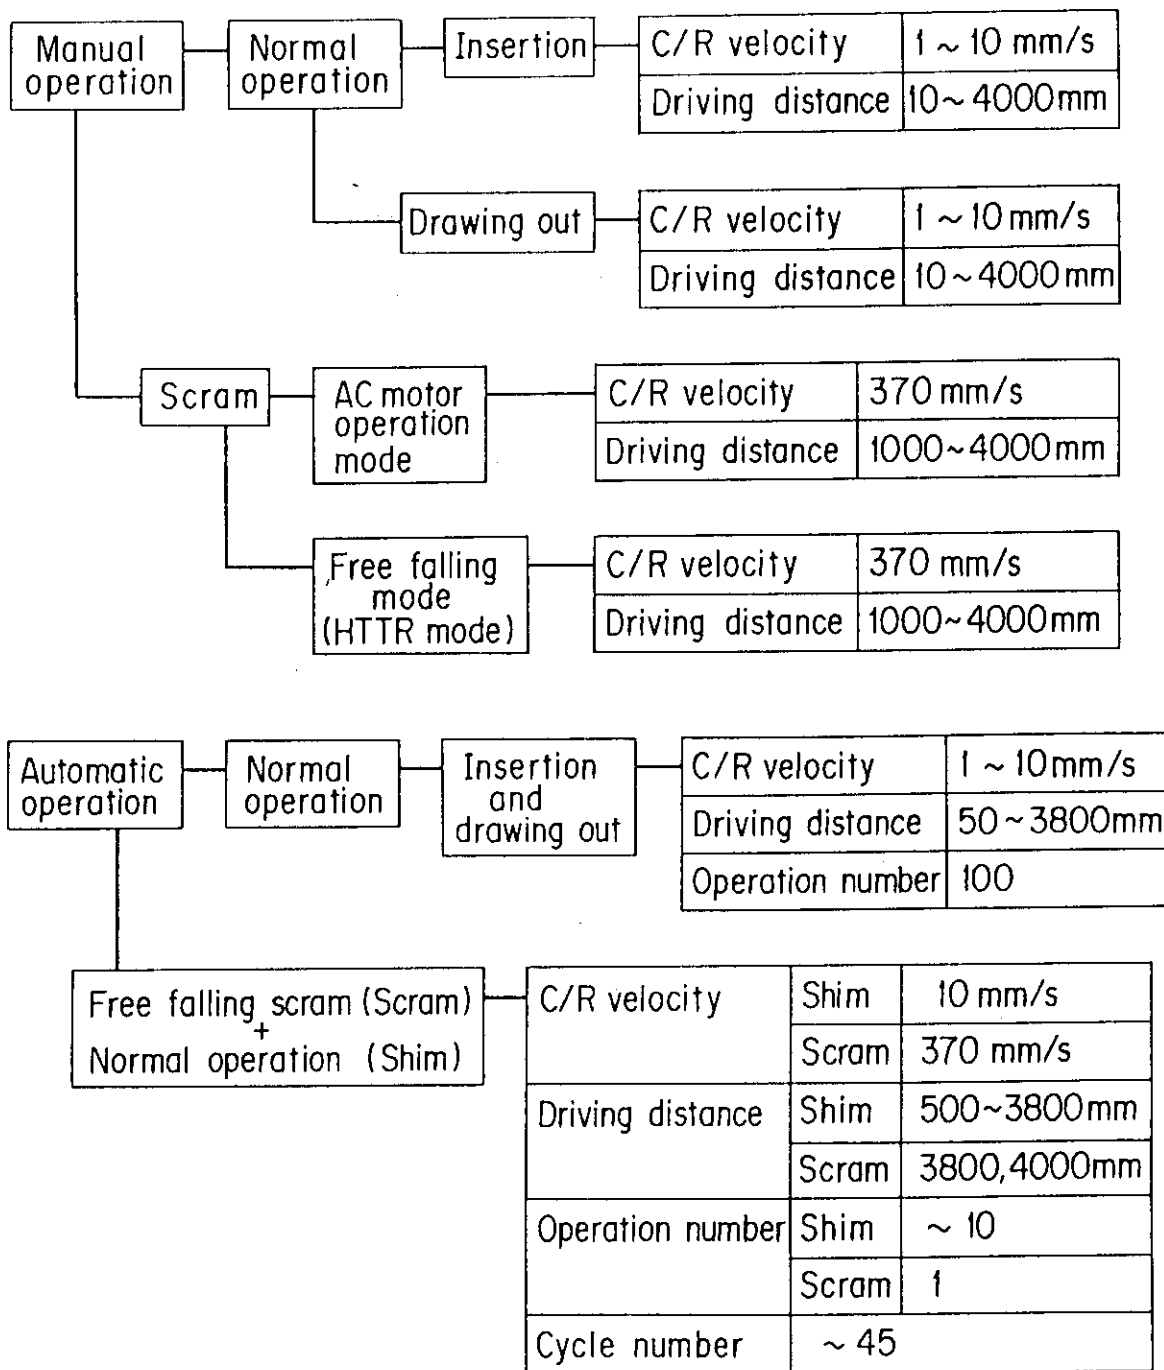 Manual operation
Normal operation
Insertion
C/R velocity 1 ~ 10 mm/s
Driving distance 10 ~ 4000mm
Drawing out
C/R velocity 1 ~ 10 mm/s
Driving distance 10 ~ 4000mm
Scram
AC motor operation mode
C/R velocity 370 mm/s
Driving distance 1000~4000mm
Free falling mode (HTTR mode)
C/R velocity 370 mm/s
Driving distance 1000~4000mm
Automatic operation
Normal operation
Insertion and drawing out
C/R velocity 1 ~ 10mm/s
Driving distance 50 ~ 3800mm
Operation number 100
Free falling scram (Scram)
+
Normal operation (Shim)
C/R velocity Shim 10 mm/s
Scram 370 mm/s
Driving distance Shim 500~3800mm
Scram 3800,4000mm
Operation number Shim ~ 10
Scram 1
Cycle number ~ 45